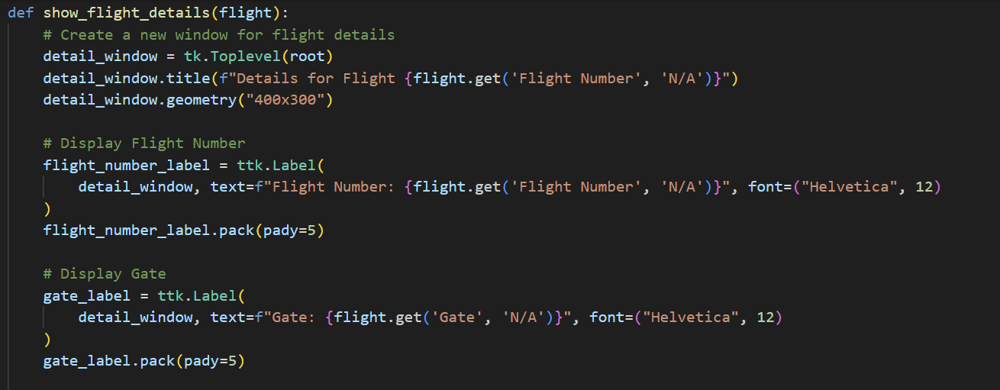 def show_flight_details(flight):
    # Create a new window for flight details
    detail_window = tk.Toplevel(root)
    detail_window.title(f"Details for Flight {flight.get('Flight Number', 'N/A')}")
    detail_window.geometry("400x300")

    # Display Flight Number
    flight_number_label = ttk.Label(
        detail_window, text=f"Flight Number: {flight.get('Flight Number', 'N/A')}", font=("Helvetica", 12)
    )
    flight_number_label.pack(pady=5)

    # Display Gate
    gate_label = ttk.Label(
        detail_window, text=f"Gate: {flight.get('Gate', 'N/A')}", font=("Helvetica", 12)
    )
    gate_label.pack(pady=5)